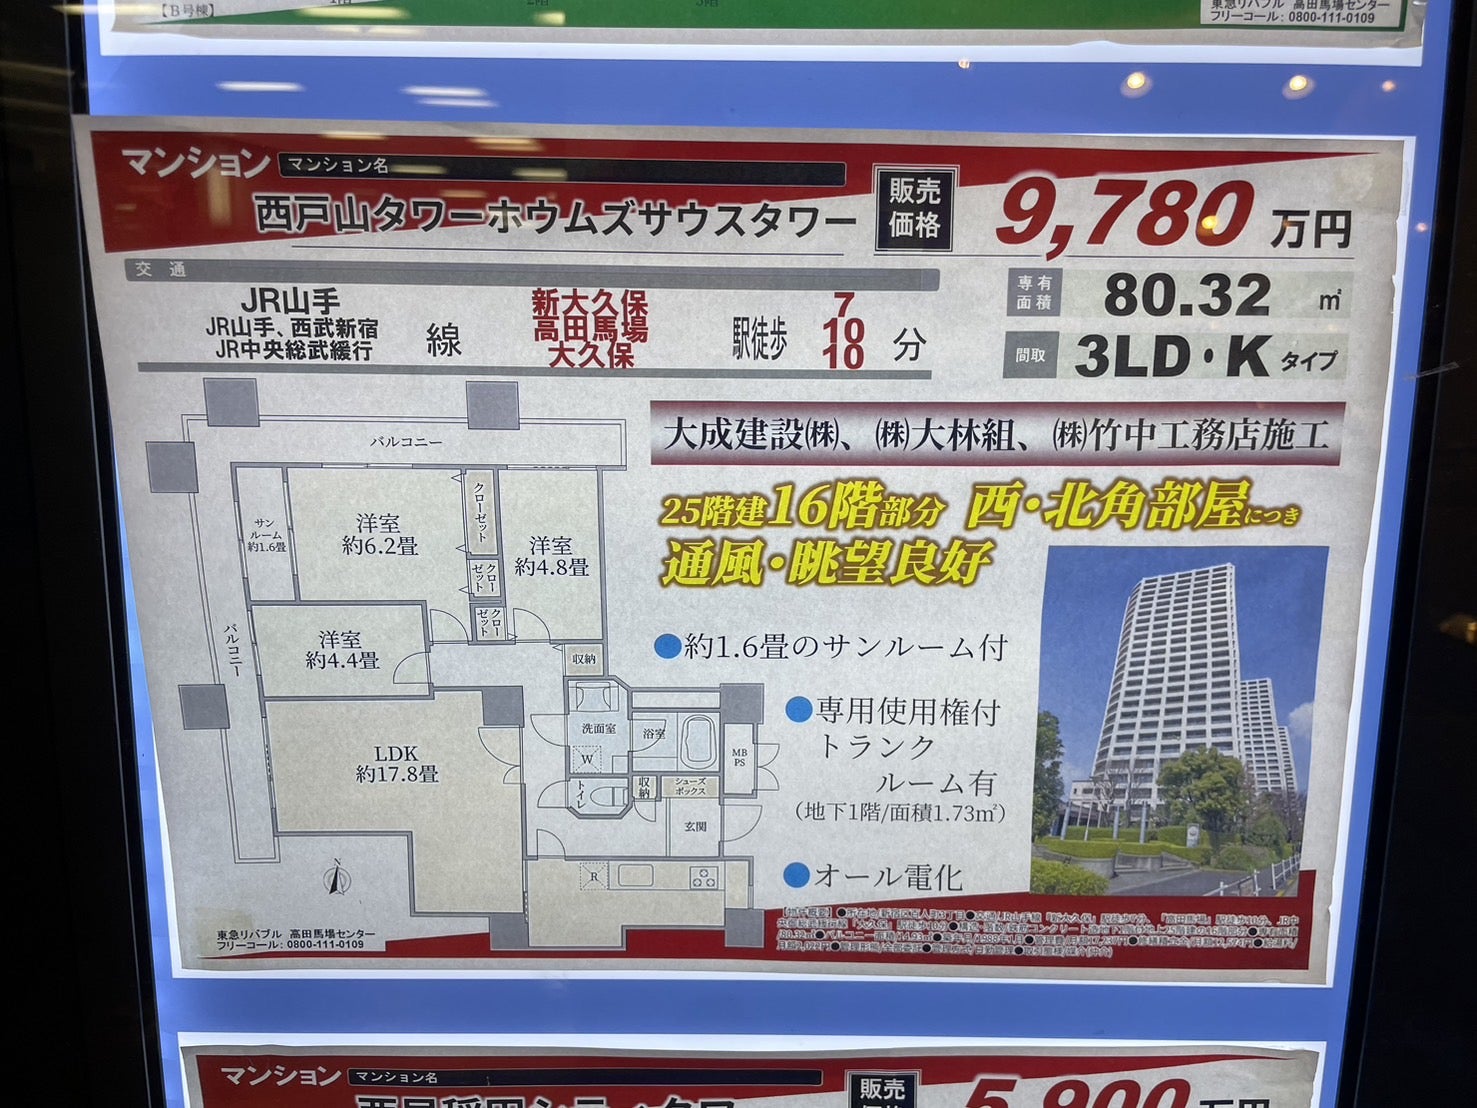 【B号棟】
1階
2階
3階
東急リバブル 高田馬場センター
フリーコール: 0800-111-0109
マンション
マンション名
西戸山タワーホウムズサウスタワー
販売
価格
9,780 万円
交通
JR山手
JR山手、西武新宿
JR中央総武緩行
線
新大久保
高田馬場
大久保
駅徒歩
7
10
10
分
専有
面積
80.32 ㎡
間取
3LD・K タイプ
大成建設㈱、㈱大林組、㈱竹中工務店施工
25階建16階部分 西・北角部屋につき
通風・眺望良好
●約1.6畳のサンルーム付
●専用使用権付
トランク
ルーム有
(地下1階/面積1.73㎡)
●オール電化
バルコニー
サン
ルーム
約1.6畳
洋室
約6.2畳
クローゼット
クロー
ゼット
クロー
ゼット
洋室
約4.8畳
バルコニー
洋室
約4.4畳
収納
LDK
約17.8畳
洗面室
W
浴室
MB
PS
トイレ
収納
シューズ
ボックス
玄関
R
N
東急リバブル 高田馬場センター
フリーコール: 0800-111-0109
マンション
マンション名
販売
5,900 万円